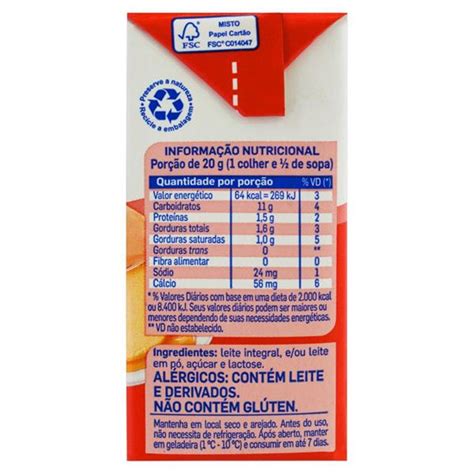 MISTO
Papel Cartão
FSC® C014047
FSC
Preserve a natureza
Recicle a embalagem
INFORMAÇÃO NUTRICIONAL
Porção de 20 g (1 colher e ½ de sopa)
Quantidade por porção % VD (*)
Valor energético 64 kcal = 269 kJ 3
Carboidratos 11 g 4
Proteínas 1,5 g 2
Gorduras totais 1,6 g 3
Gorduras saturadas 1,0 g 5
Gorduras trans 0 **
Fibra alimentar 0 0
Sódio 24 mg 1
Cálcio 56 mg 6
* % Valores Diários com base em uma dieta de 2.000 kcal
ou 8.400 kJ. Seus valores diários podem ser maiores ou
menores dependendo de suas necessidades energéticas.
** VD não estabelecido.
Ingredientes: leite integral, e/ou leite
em pó, açúcar e lactose.
ALÉRGICOS: CONTÉM LEITE
E DERIVADOS.
NÃO CONTÉM GLÚTEN.
Mantenha em local seco e arejado. Antes do uso,
não necessita de refrigeração. Após aberto, manter
em geladeira (1 °C - 10 °C) e consumir em até 7 dias.